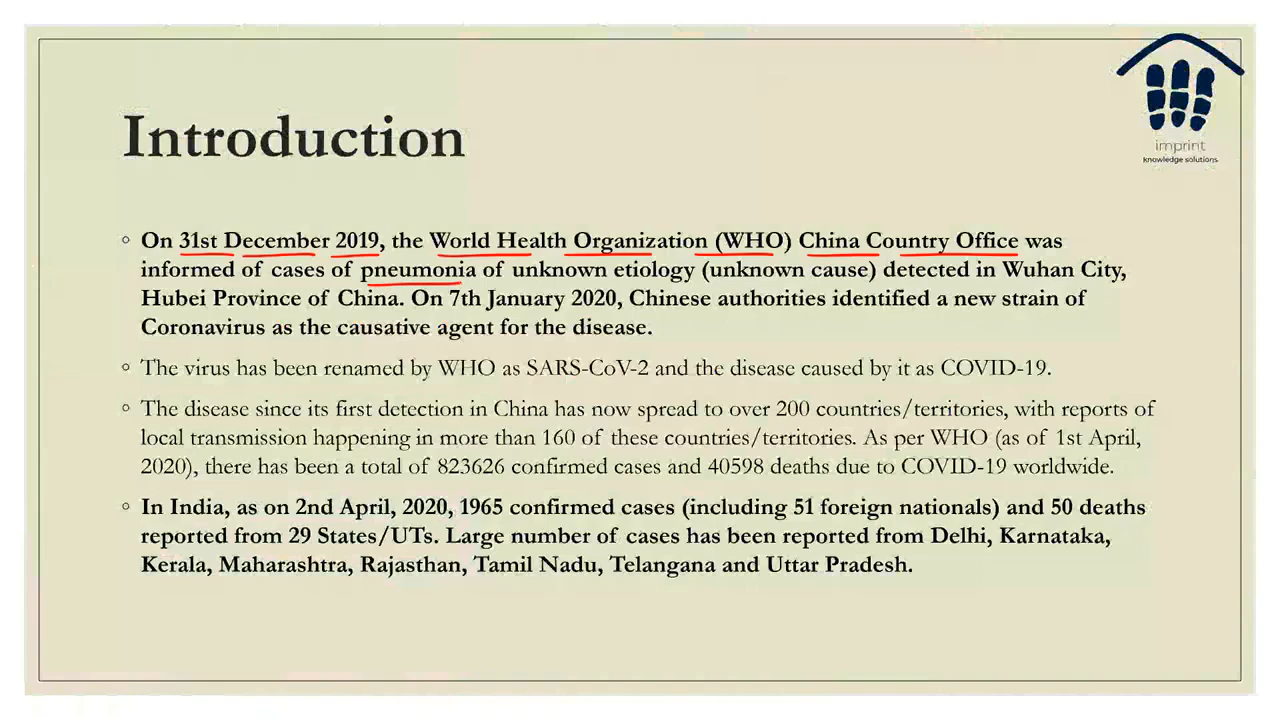 imprint
knowledge solutions
Introduction
◦ On 31st December 2019, the World Health Organization (WHO) China Country Office was
informed of cases of pneumonia of unknown etiology (unknown cause) detected in Wuhan City,
Hubei Province of China. On 7th January 2020, Chinese authorities identified a new strain of
Coronavirus as the causative agent for the disease.
◦ The virus has been renamed by WHO as SARS-CoV-2 and the disease caused by it as COVID-19.
◦ The disease since its first detection in China has now spread to over 200 countries/territories, with reports of
local transmission happening in more than 160 of these countries/territories. As per WHO (as of 1st April,
2020), there has been a total of 823626 confirmed cases and 40598 deaths due to COVID-19 worldwide.
◦ In India, as on 2nd April, 2020, 1965 confirmed cases (including 51 foreign nationals) and 50 deaths
reported from 29 States/UTs. Large number of cases has been reported from Delhi, Karnataka,
Kerala, Maharashtra, Rajasthan, Tamil Nadu, Telangana and Uttar Pradesh.